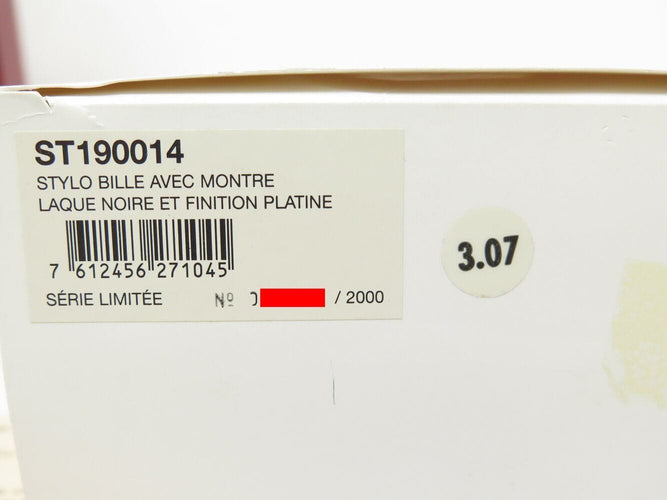 ST190014
STYLO BILLE AVEC MONTRE
LAQUE NOIRE ET FINITION PLATINE
7 612456 271045
SÉRIE LIMITÉE Nº / 2000
3.07